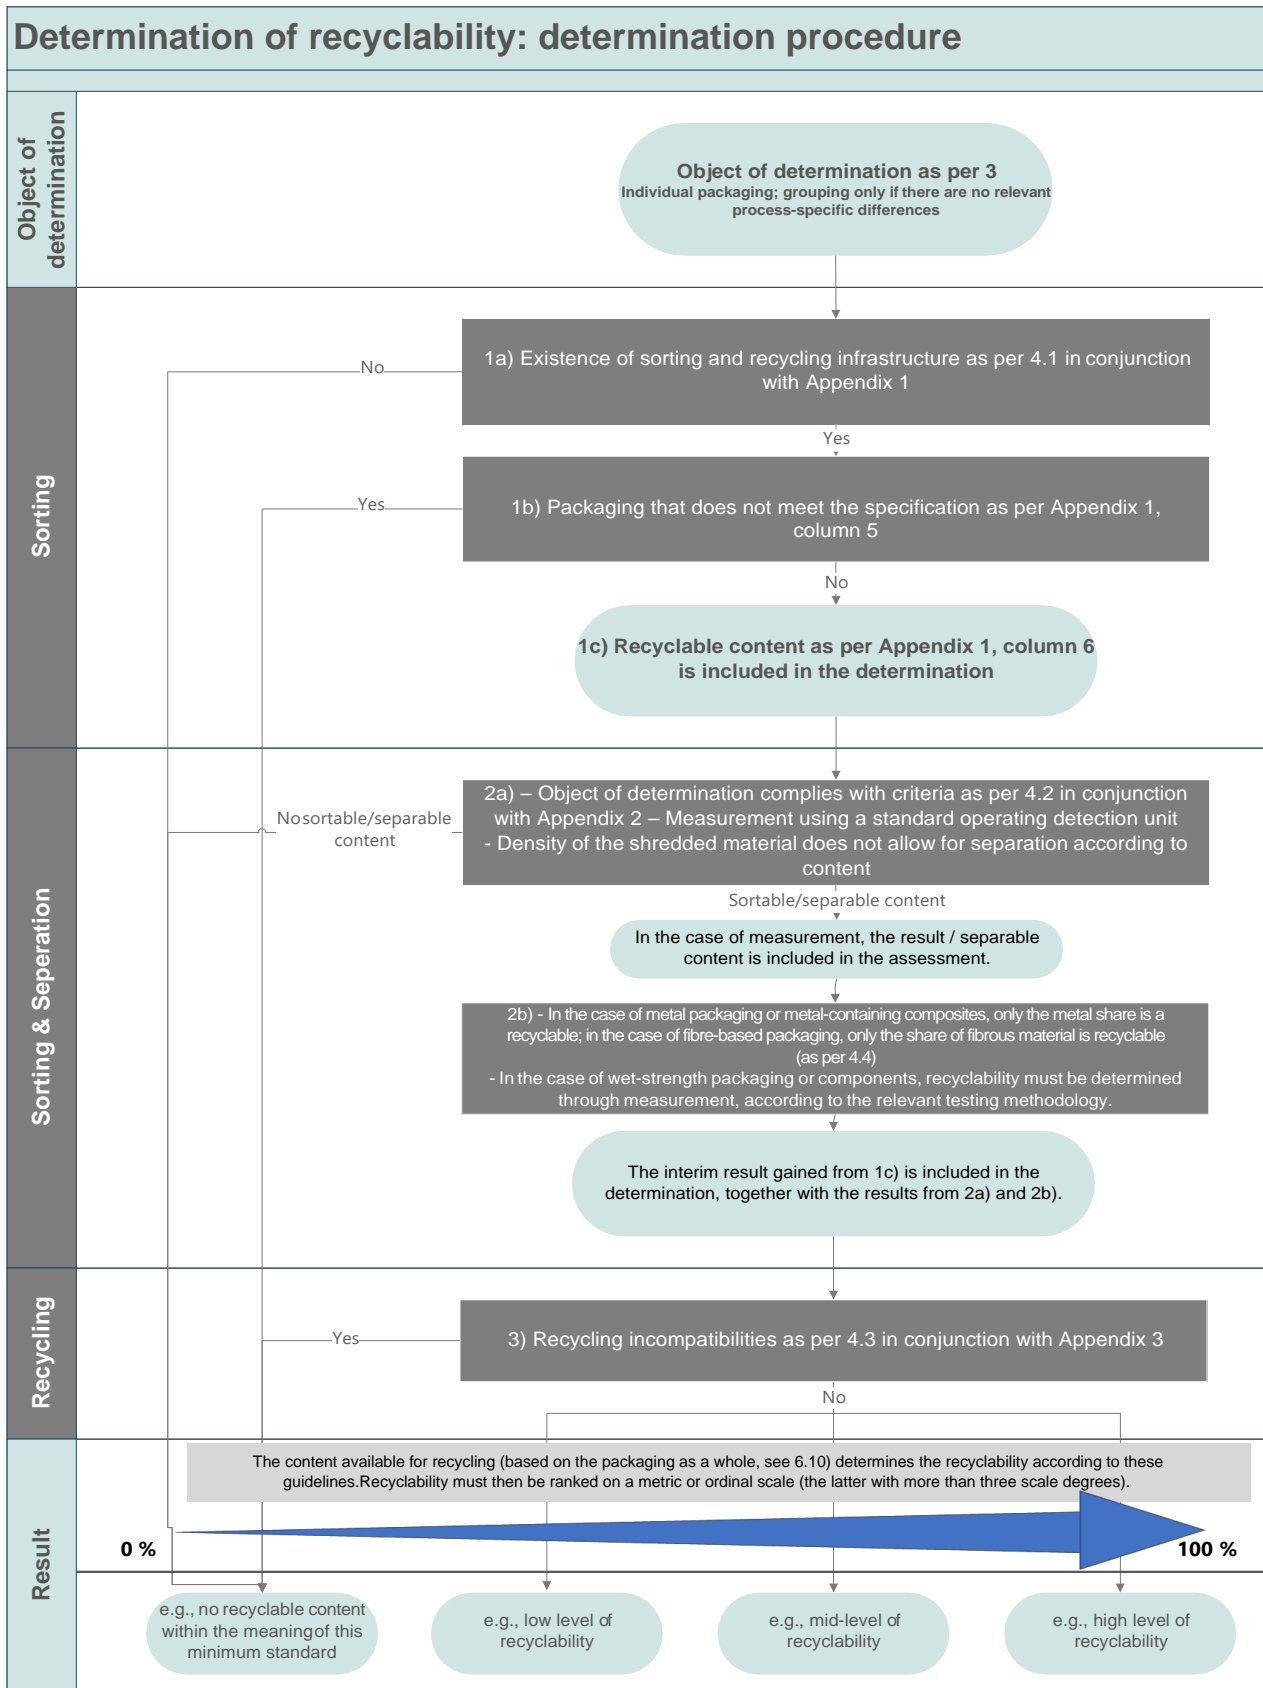 Determination of recyclability: determination procedure
Object of
determination
Object of determination as per 3
Individual packaging; grouping only if there are no relevant
process-specific differences
Sorting
1a) Existence of sorting and recycling infrastructure as per 4.1 in conjunction
with Appendix 1
No
Yes
1b) Packaging that does not meet the specification as per Appendix 1,
column 5
Yes
No
1c) Recyclable content as per Appendix 1, column 6
is included in the determination
Sorting & Seperation
2a) – Object of determination complies with criteria as per 4.2 in conjunction
with Appendix 2 – Measurement using a standard operating detection unit
- Density of the shredded material does not allow for separation according to
content
No sortable/separable
content
Sortable/separable content
In the case of measurement, the result / separable
content is included in the assessment.
2b) - In the case of metal packaging or metal-containing composites, only the metal share is a
recyclable; in the case of fibre-based packaging, only the share of fibrous material is recyclable
(as per 4.4)
- In the case of wet-strength packaging or components, recyclability must be determined
through measurement, according to the relevant testing methodology.
The interim result gained from 1c) is included in the
determination, together with the results from 2a) and 2b).
Recycling
3) Recycling incompatibilities as per 4.3 in conjunction with Appendix 3
Yes
No
Result
The content available for recycling (based on the packaging as a whole, see 6.10) determines the recyclability according to these
guidelines.Recyclability must then be ranked on a metric or ordinal scale (the latter with more than three scale degrees).
0 %
100 %
e.g., no recyclable content
within the meaning of this
minimum standard
e.g., low level of
recyclability
e.g., mid-level of
recyclability
e.g., high level of
recyclability